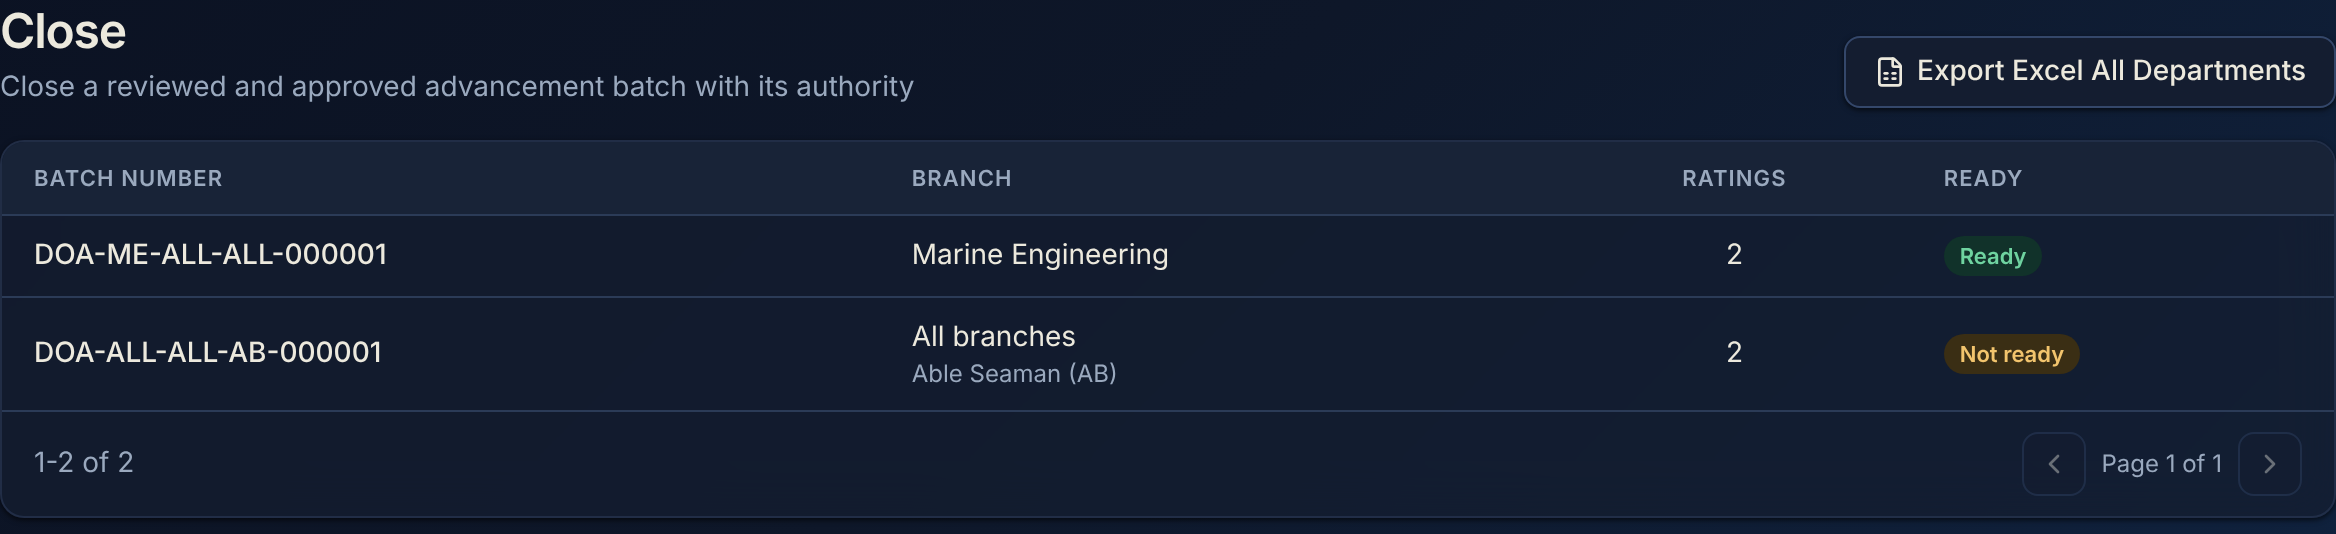 Close
Close a reviewed and approved advancement batch with its authority
Export Excel All Departments
BATCH NUMBER BRANCH RATINGS READY
DOA-ME-ALL-ALL-000001 Marine Engineering 2 Ready
DOA-ALL-ALL-AB-000001 All branches 2 Not ready
Able Seaman (AB)
1-2 of 2 Page 1 of 1